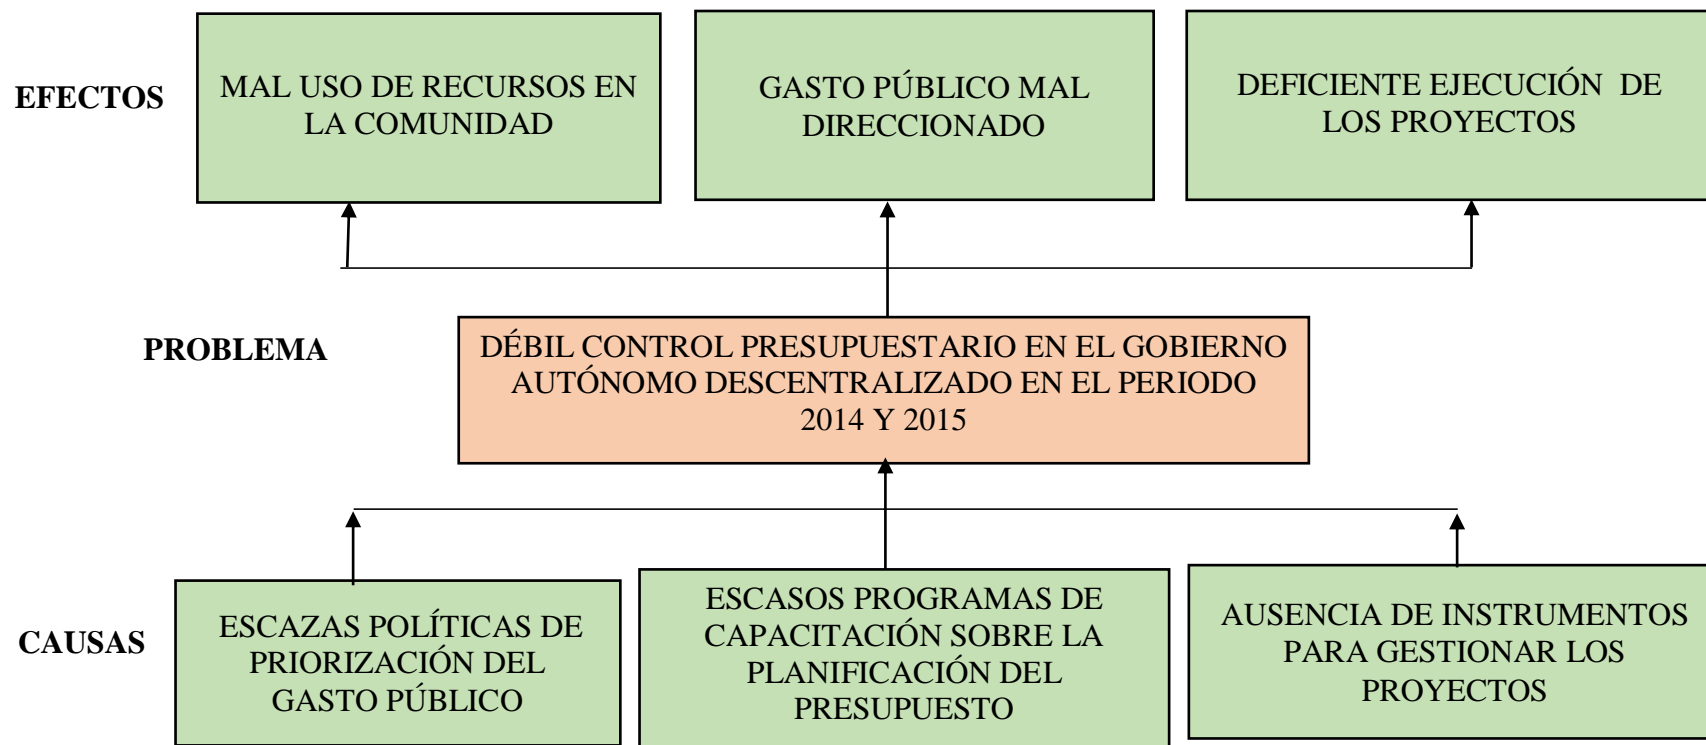 EFECTOS
MAL USO DE RECURSOS EN
LA COMUNIDAD
GASTO PÚBLICO MAL
DIRECCIONADO
DEFICIENTE EJECUCIÓN DE
LOS PROYECTOS
PROBLEMA
DÉBIL CONTROL PRESUPUESTARIO EN EL GOBIERNO
AUTÓNOMO DESCENTRALIZADO EN EL PERIODO
2014 Y 2015
CAUSAS
ESCAZAS POLÍTICAS DE
PRIORIZACIÓN DEL
GASTO PÚBLICO
ESCASOS PROGRAMAS DE
CAPACITACIÓN SOBRE LA
PLANIFICACIÓN DEL
PRESUPUESTO
AUSENCIA DE INSTRUMENTOS
PARA GESTIONAR LOS
PROYECTOS